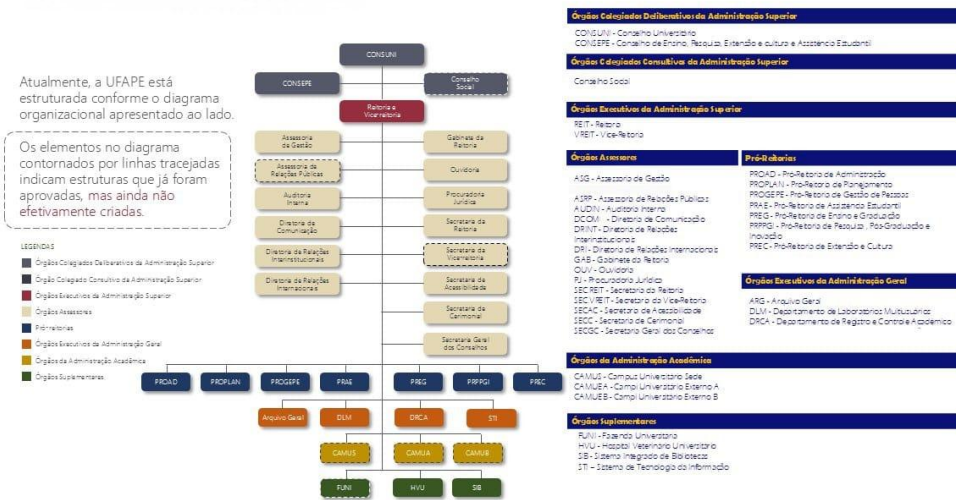 Atualmente, a UFAPE está
estruturada conforme o diagrama
organizacional apresentado ao lado.
Os elementos no diagrama
contornados por linhas tracejadas
indicam estruturas que já foram
aprovadas, mas ainda não
efetivamente criadas.
LEGENDAS
Órgãos Colegiados Deliberativos da Administração Superior
Órgão Colegiado Consultivo da Administração Superior
Órgãos Executivos da Administração Superior
Órgãos Assessores
Pró-reitorias
Órgãos Executivos da Administração Geral
Órgãos da Administração Acadêmica
Órgãos Suplementares
CONSUNI
CONSEPE
Conselho
Social
Reitoria e
Vice-reitoria
Assessoria
de Gestão
Gabinete da
Reitoria
Assessoria de
Relações Públicas
Ouvidoria
Auditoria
Interna
Procuradoria
Jurídica
Diretoria de
Comunicação
Secretaria da
Reitoria
Diretoria de Relações
Interinstitucionais
Secretaria da
Vice-reitoria
Diretoria de Relações
Internacionais
Secretaria de
Acessibilidade
Secretaria de
Cerimonial
Secretaria Geral
dos Conselhos
PROAD
PROPLAN
PROGEPE
PRAE
PREG
PRPPGI
PREC
Arquivo Geral
DLM
DRCA
STI
CAMUS
CAMUA
CAMUB
FUNI
HVU
SIB
Órgãos Colegiados Deliberativos da Administração Superior
CONSUNI - Conselho Universitário
CONSEPE - Conselho de Ensino, Pesquisa, Extensão e cultura e Assistência Estudantil
Órgãos Colegiados Consultivos da Administração Superior
Conselho Social
Órgãos Executivos da Administração Superior
REIT - Reitoria
VREIT - Vice-Reitoria
Órgãos Assessores
ASG - Assessoria de Gestão
ASRP - Assessoria de Relações Públicas
AUDIN - Auditoria Interna
DCOM - Diretoria de Comunicação
DRINT - Diretoria de Relações
Interinstitucionais
DRI - Diretoria de Relações Internacionais
GAB - Gabinete da Reitoria
OUV - Ouvidoria
PJ - Procuradoria Jurídica
SEC REIT - Secretaria da Reitoria
SEC VREIT - Secretaria da Vice-Reitoria
SECAC - Secretaria de Acessibilidade
SECC - Secretaria de Cerimonial
SECGC - Secretaria Geral dos Conselhos
Pró-Reitorias
PROAD - Pró-Reitoria de Administração
PROPLAN - Pró-Reitoria de Planejamento
PROGEPE - Pró-Reitoria de Gestão de Pessoas
PRAE - Pró-Reitoria de Assistência Estudantil
PREG - Pró-Reitoria de Ensino e Graduação
PRPPGI - Pró-Reitoria de Pesquisa, Pós-Graduação e
Inovação
PREC - Pró-Reitoria de Extensão e Cultura
Órgãos Executivos da Administração Geral
ARG - Arquivo Geral
DLM - Departamento de Laboratórios Multiusuários
DRCA - Departamento de Registro e Controle Acadêmico
Órgãos da Administração Acadêmica
CAMUS - Campus Universitário Sede
CAMUEA - Campi Universitário Externo A
CAMUEB - Campi Universitário Externo B
Órgãos Suplementares
FUNI - Fazenda Universitária
HVU - Hospital Veterinário Universitário
SIB - Sistema Integrado de Bibliotecas
STI – Sistema de Tecnologia da Informação